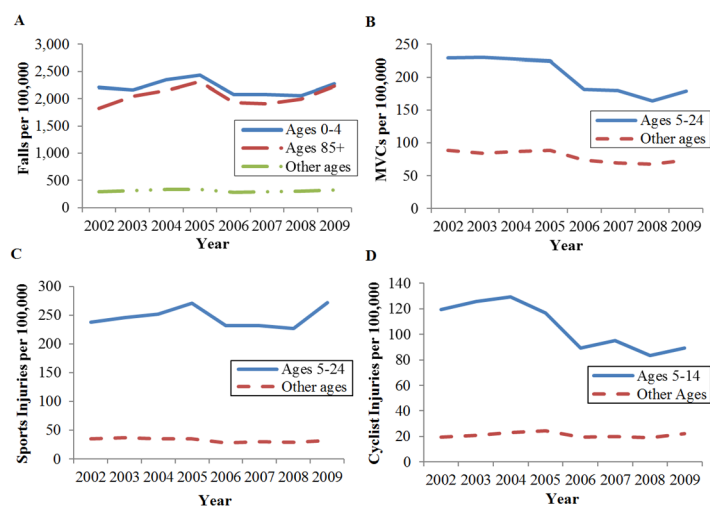 A
Falls per 100,000
3,000
2,500
2,000
1,500
1,000
500
0
Ages 0-4
Ages 85+
Other ages
2002 2003 2004 2005 2006 2007 2008 2009
Year
B
MVCs per 100,000
250
200
150
100
50
0
Ages 5-24
Other ages
2002 2003 2004 2005 2006 2007 2008 2009
Year
C
Sports Injuries per 100,000
300
250
200
150
100
50
0
Ages 5-24
Other ages
2002 2003 2004 2005 2006 2007 2008 2009
Year
D
Cyclist Injuries per 100,000
140
120
100
80
60
40
20
0
Ages 5-14
Other Ages
2002 2003 2004 2005 2006 2007 2008 2009
Year